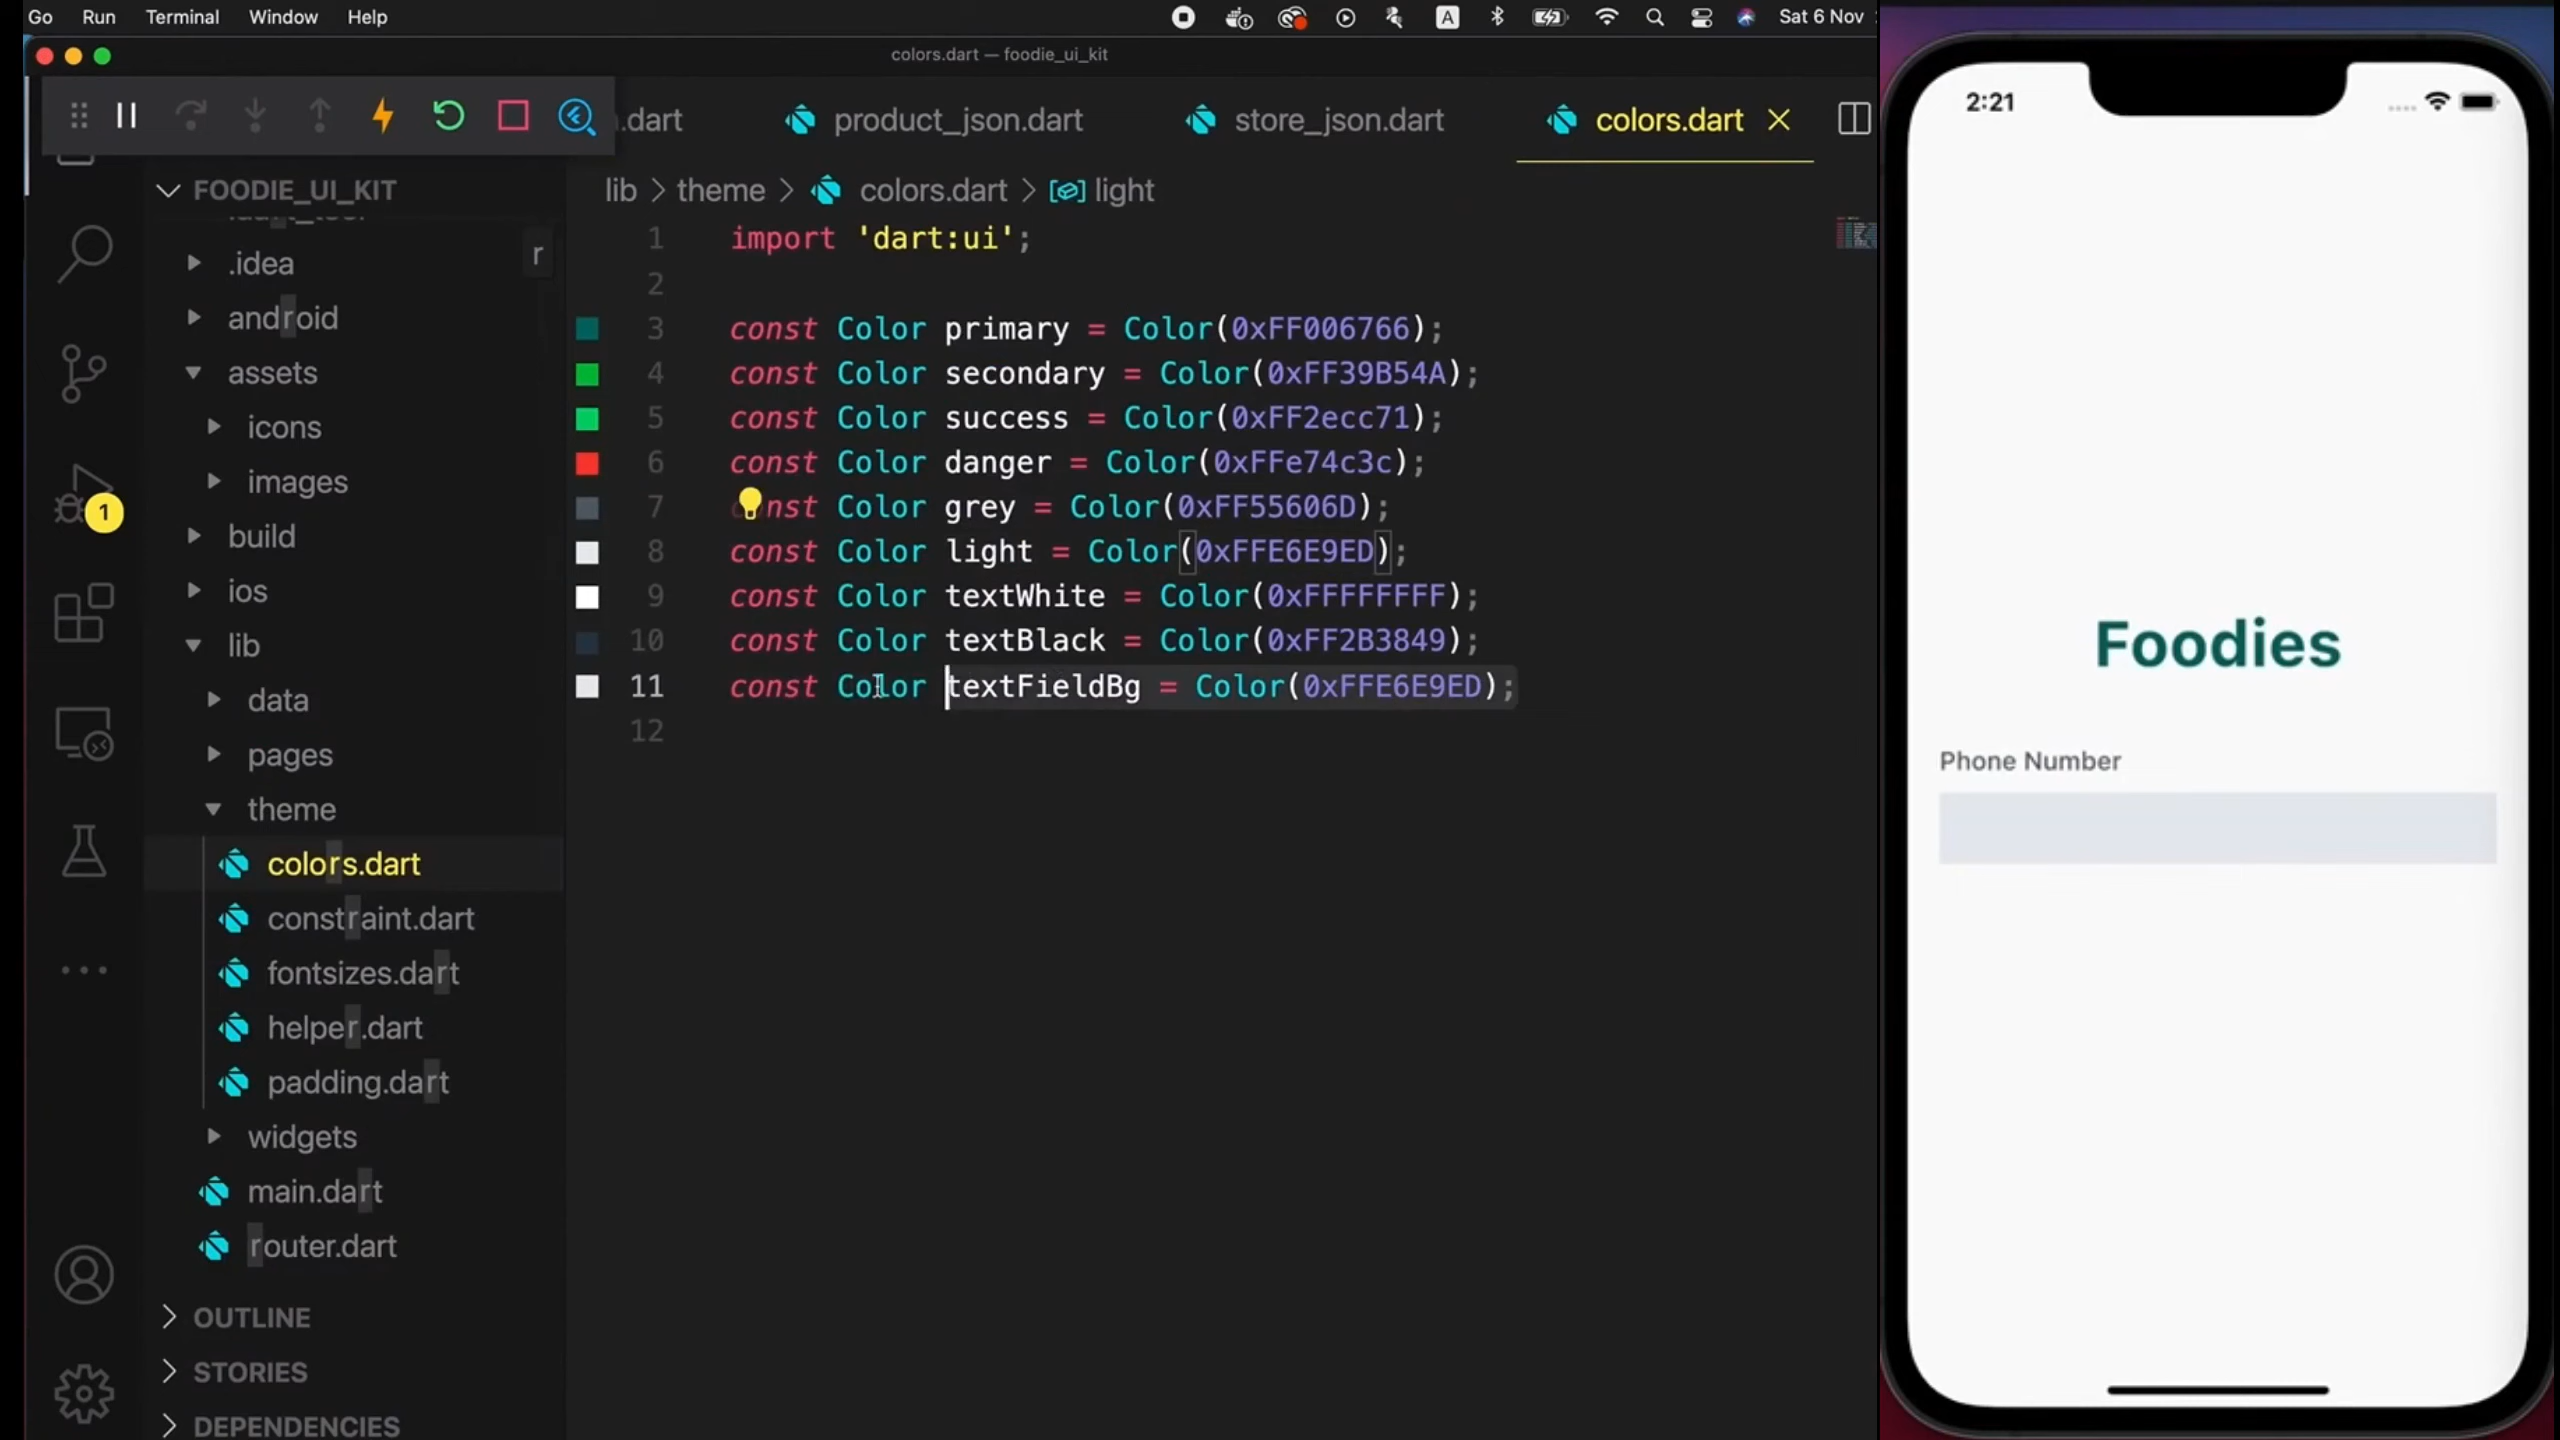 Go Run Terminal Window Help
A Sat 6 Nov
colors.dart — foodie_ui_kit
.dart product_json.dart store_json.dart colors.dart
lib > theme > colors.dart > light
FOODIE_UI_KIT
r
.idea
android
assets
icons
images
build
ios
lib
data
pages
theme
colors.dart
constraint.dart
fontsizes.dart
helper.dart
padding.dart
widgets
main.dart
router.dart
OUTLINE
STORIES
DEPENDENCIES
1
1 import 'dart:ui';
2
3 const Color primary = Color(0xFF006766);
4 const Color secondary = Color(0xFF39B54A);
5 const Color success = Color(0xFF2ecc71);
6 const Color danger = Color(0xFFe74c3c);
7 const Color grey = Color(0xFF55606D);
8 const Color light = Color(0xFFE6E9ED);
9 const Color textWhite = Color(0xFFFFFFFF);
10 const Color textBlack = Color(0xFF2B3849);
11 const Color textFieldBg = Color(0xFFE6E9ED);
12
2:21
Foodies
Phone Number